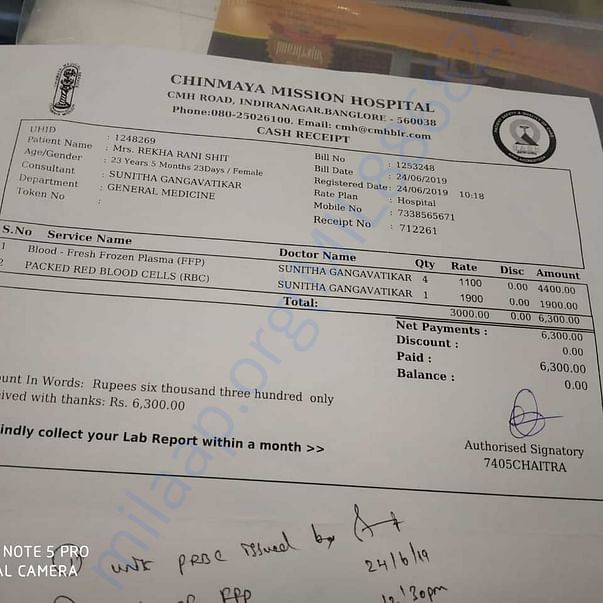 CHINMAYA MISSION HOSPITAL
CMH ROAD, INDIRANAGAR.BANGLORE - 560038
Phone:080-25026100. Email: cmh@cmhblr.com
CASH RECEIPT
UHID : 1248269
Patient Name : Mrs. REKHA RANI SHIT
Age/Gender : 23 Years 5 Months 23Days / Female
Consultant : SUNITHA GANGAVATIKAR
Department : GENERAL MEDICINE
Token No :
Bill No : 1253248
Bill Date : 24/06/2019
Registered Date : 24/06/2019 10:18
Rate Plan : Hospital
Mobile No : 7338565671
Receipt No : 712261
S.No Service Name Doctor Name Qty Rate Disc Amount
1 Blood - Fresh Frozen Plasma (FFP) SUNITHA GANGAVATIKAR 4 1100 0.00 4400.00
2 PACKED RED BLOOD CELLS (RBC) SUNITHA GANGAVATIKAR 1 1900 0.00 1900.00
Total: 3000.00 0.00 6,300.00
Net Payments : 6,300.00
Discount : 0.00
Paid : 6,300.00
Balance : 0.00
ount In Words: Rupees six thousand three hundred only
ived with thanks: Rs. 6,300.00
indly collect your Lab Report within a month >>
Authorised Signatory
7405CHAITRA
unit PRBC issued by
24/6/19
FFP
12:30pm
NOTE 5 PRO
AL CAMERA